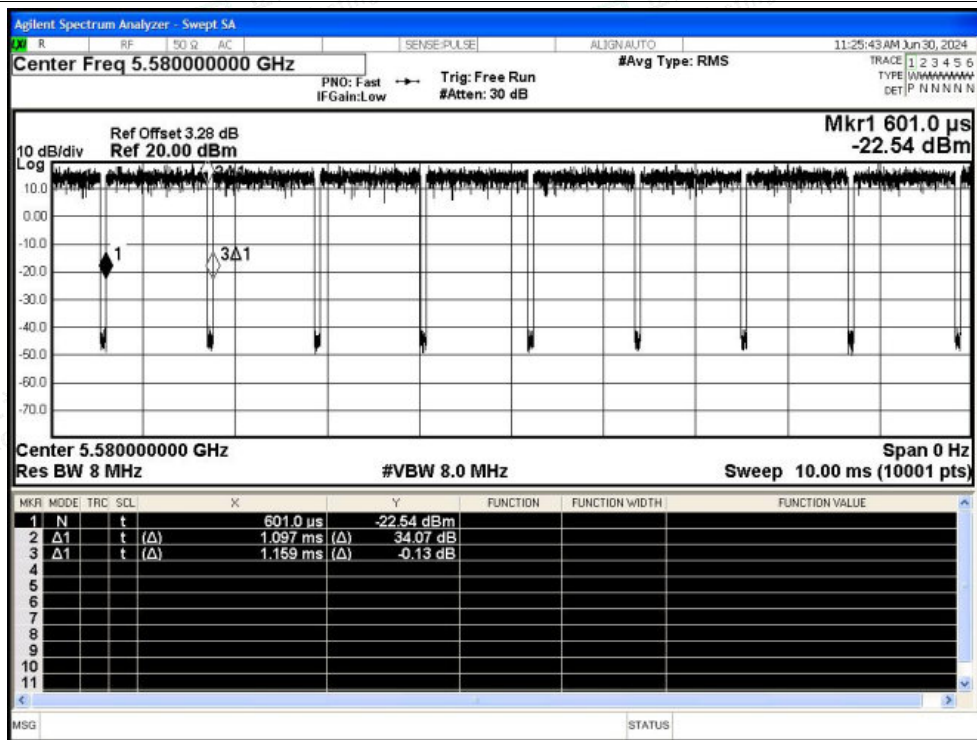 Agilent Spectrum Analyzer - Swept SA
LXI R RF 50 Ω AC SENSE:PULSE ALIGNAUTO 11:25:43 AM Jun 30, 2024
Center Freq 5.580000000 GHz #Avg Type: RMS TRACE 1 2 3 4 5 6
PNO: Fast Trig: Free Run TYPE WWWWWW
IFGain:Low #Atten: 30 dB DET P N N N N N
Mkr1 601.0 µs
Ref Offset 3.28 dB
10 dB/div Ref 20.00 dBm -22.54 dBm
Log
10.0
0.00
-10.0
1 3Δ1
-20.0
-30.0
-40.0
-50.0
-60.0
-70.0
Center 5.580000000 GHz Span 0 Hz
Res BW 8 MHz #VBW 8.0 MHz Sweep 10.00 ms (10001 pts)
MKR MODE TRC SCL X Y FUNCTION FUNCTION WIDTH FUNCTION VALUE
1 N t 601.0 µs -22.54 dBm
2 Δ1 t (Δ) 1.097 ms (Δ) 34.07 dB
3 Δ1 t (Δ) 1.159 ms (Δ) -0.13 dB
4
5
6
7
8
9
10
11
MSG STATUS